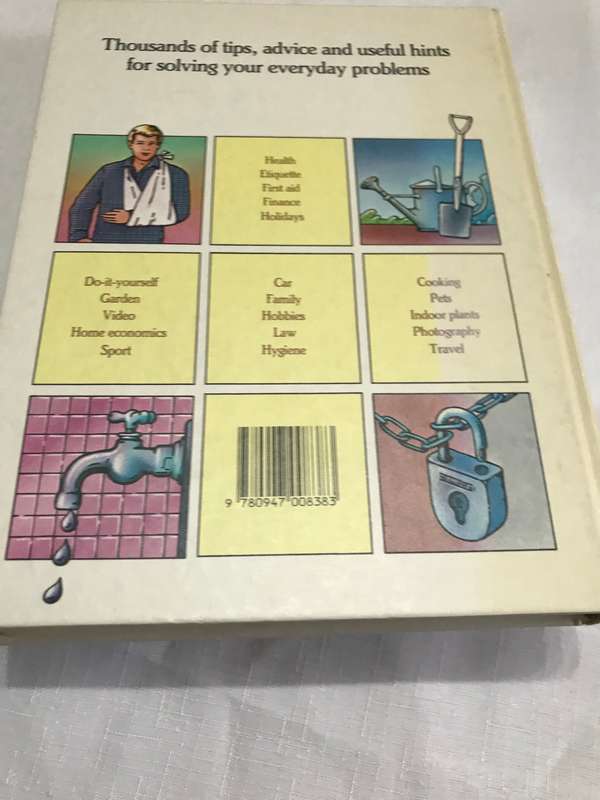 Thousands of tips, advice and useful hints
for solving your everyday problems
Health
Etiquette
First aid
Finance
Holidays
Do-it-yourself
Garden
Video
Home economics
Sport
Car
Family
Hobbies
Law
Hygiene
Cooking
Pets
Indoor plants
Photography
Travel
9 780947 008383